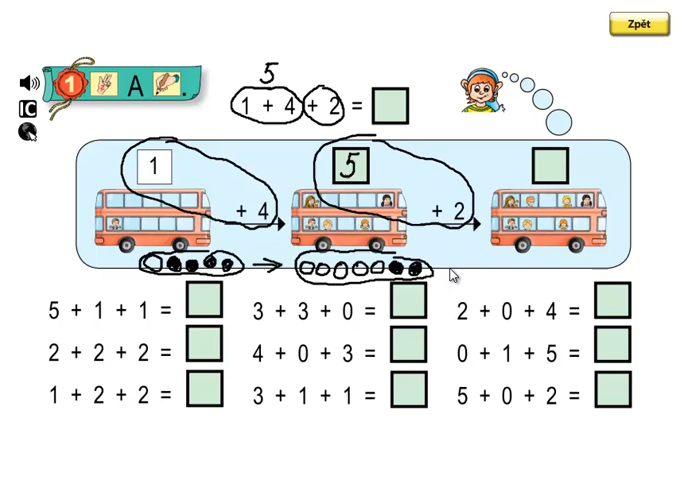 Zpět
1 A .
5
1 + 4 + 2 =
1 5
+ 4 + 2
5 + 1 + 1 = 3 + 3 + 0 = 2 + 0 + 4 =
2 + 2 + 2 = 4 + 0 + 3 = 0 + 1 + 5 =
1 + 2 + 2 = 3 + 1 + 1 = 5 + 0 + 2 =